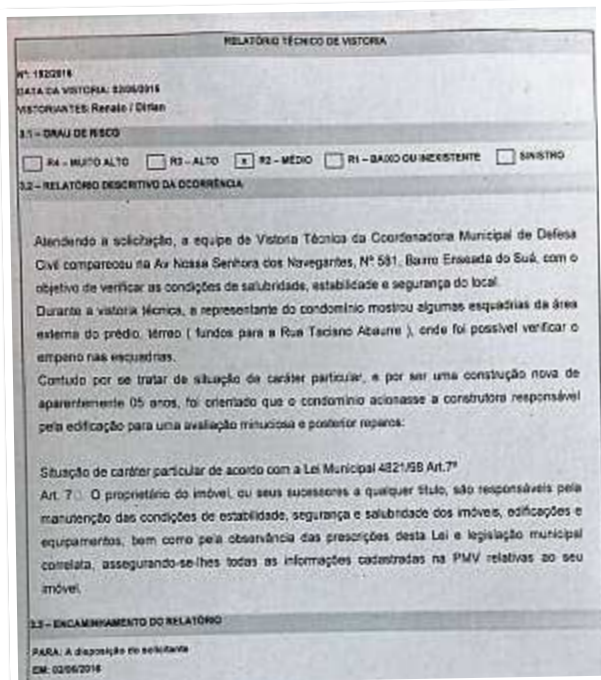 RELATÓRIO TÉCNICO DE VISTORIA
Nº: 192/2016
DATA DA VISTORIA: 02/06/2016
VISTORIANTES: Renato /
3.1 – GRAU DE RISCO
R4 – MUITO ALTO R3 – ALTO x R2 – MÉDIO R1 – BAIXO OU INEXISTENTE SINISTRO
3.2 – RELATÓRIO DESCRITIVO DA OCORRÊNCIA
Atendendo a solicitação, a equipe de Vistoria Técnica da Coordenadoria Municipal de Defesa
Civil compareceu na Av Nossa Senhora dos Navegantes, Nº 531, Bairro Enseada do Suá, com o
objetivo de verificar as condições de salubridade, estabilidade e segurança do local.
Durante a vistoria técnica, a representante do condomínio mostrou algumas esquadrias da área
externa do prédio, térreo ( fundos para a Rua Taciano Abaurre ), onde foi possível verificar o
empeno nas esquadrias.
Contudo por se tratar de situação de caráter particular, e por ser uma construção nova de
aparentemente 05 anos, foi orientado que o condomínio acionasse a construtora responsável
pela edificação para uma avaliação minuciosa e posterior reparos:
Situação de caráter particular de acordo com a Lei Municipal 4821/98 Art.7º
Art. 7 O proprietário do imóvel, ou seus sucessores a qualquer título, são responsáveis pela
manutenção das condições de estabilidade, segurança e salubridade dos imóveis, edificações e
equipamentos, bem como pela observância das prescrições desta Lei e legislação municipal
correlata, assegurando-se-lhes todas as informações cadastradas na PMV relativas ao seu
imóvel.
3.3 – ENCAMINHAMENTO DO RELATÓRIO
PARA: A disposição do solicitante
EM: 02/06/2016